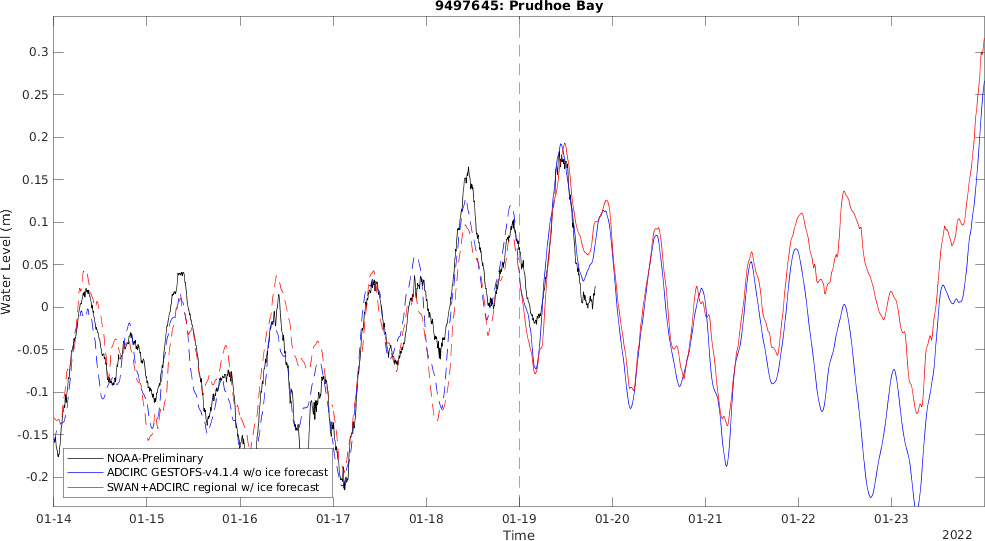 9497645: Prudhoe Bay
Water Level (m)
0.3
0.25
0.2
0.15
0.1
0.05
0
-0.05
-0.1
-0.15
-0.2
NOAA-Preliminary
ADCIRC GESTOFS-v4.1.4 w/o ice forecast
SWAN+ADCIRC regional w/ ice forecast
01-14 01-15 01-16 01-17 01-18 01-19 01-20 01-21 01-22 01-23
Time
2022